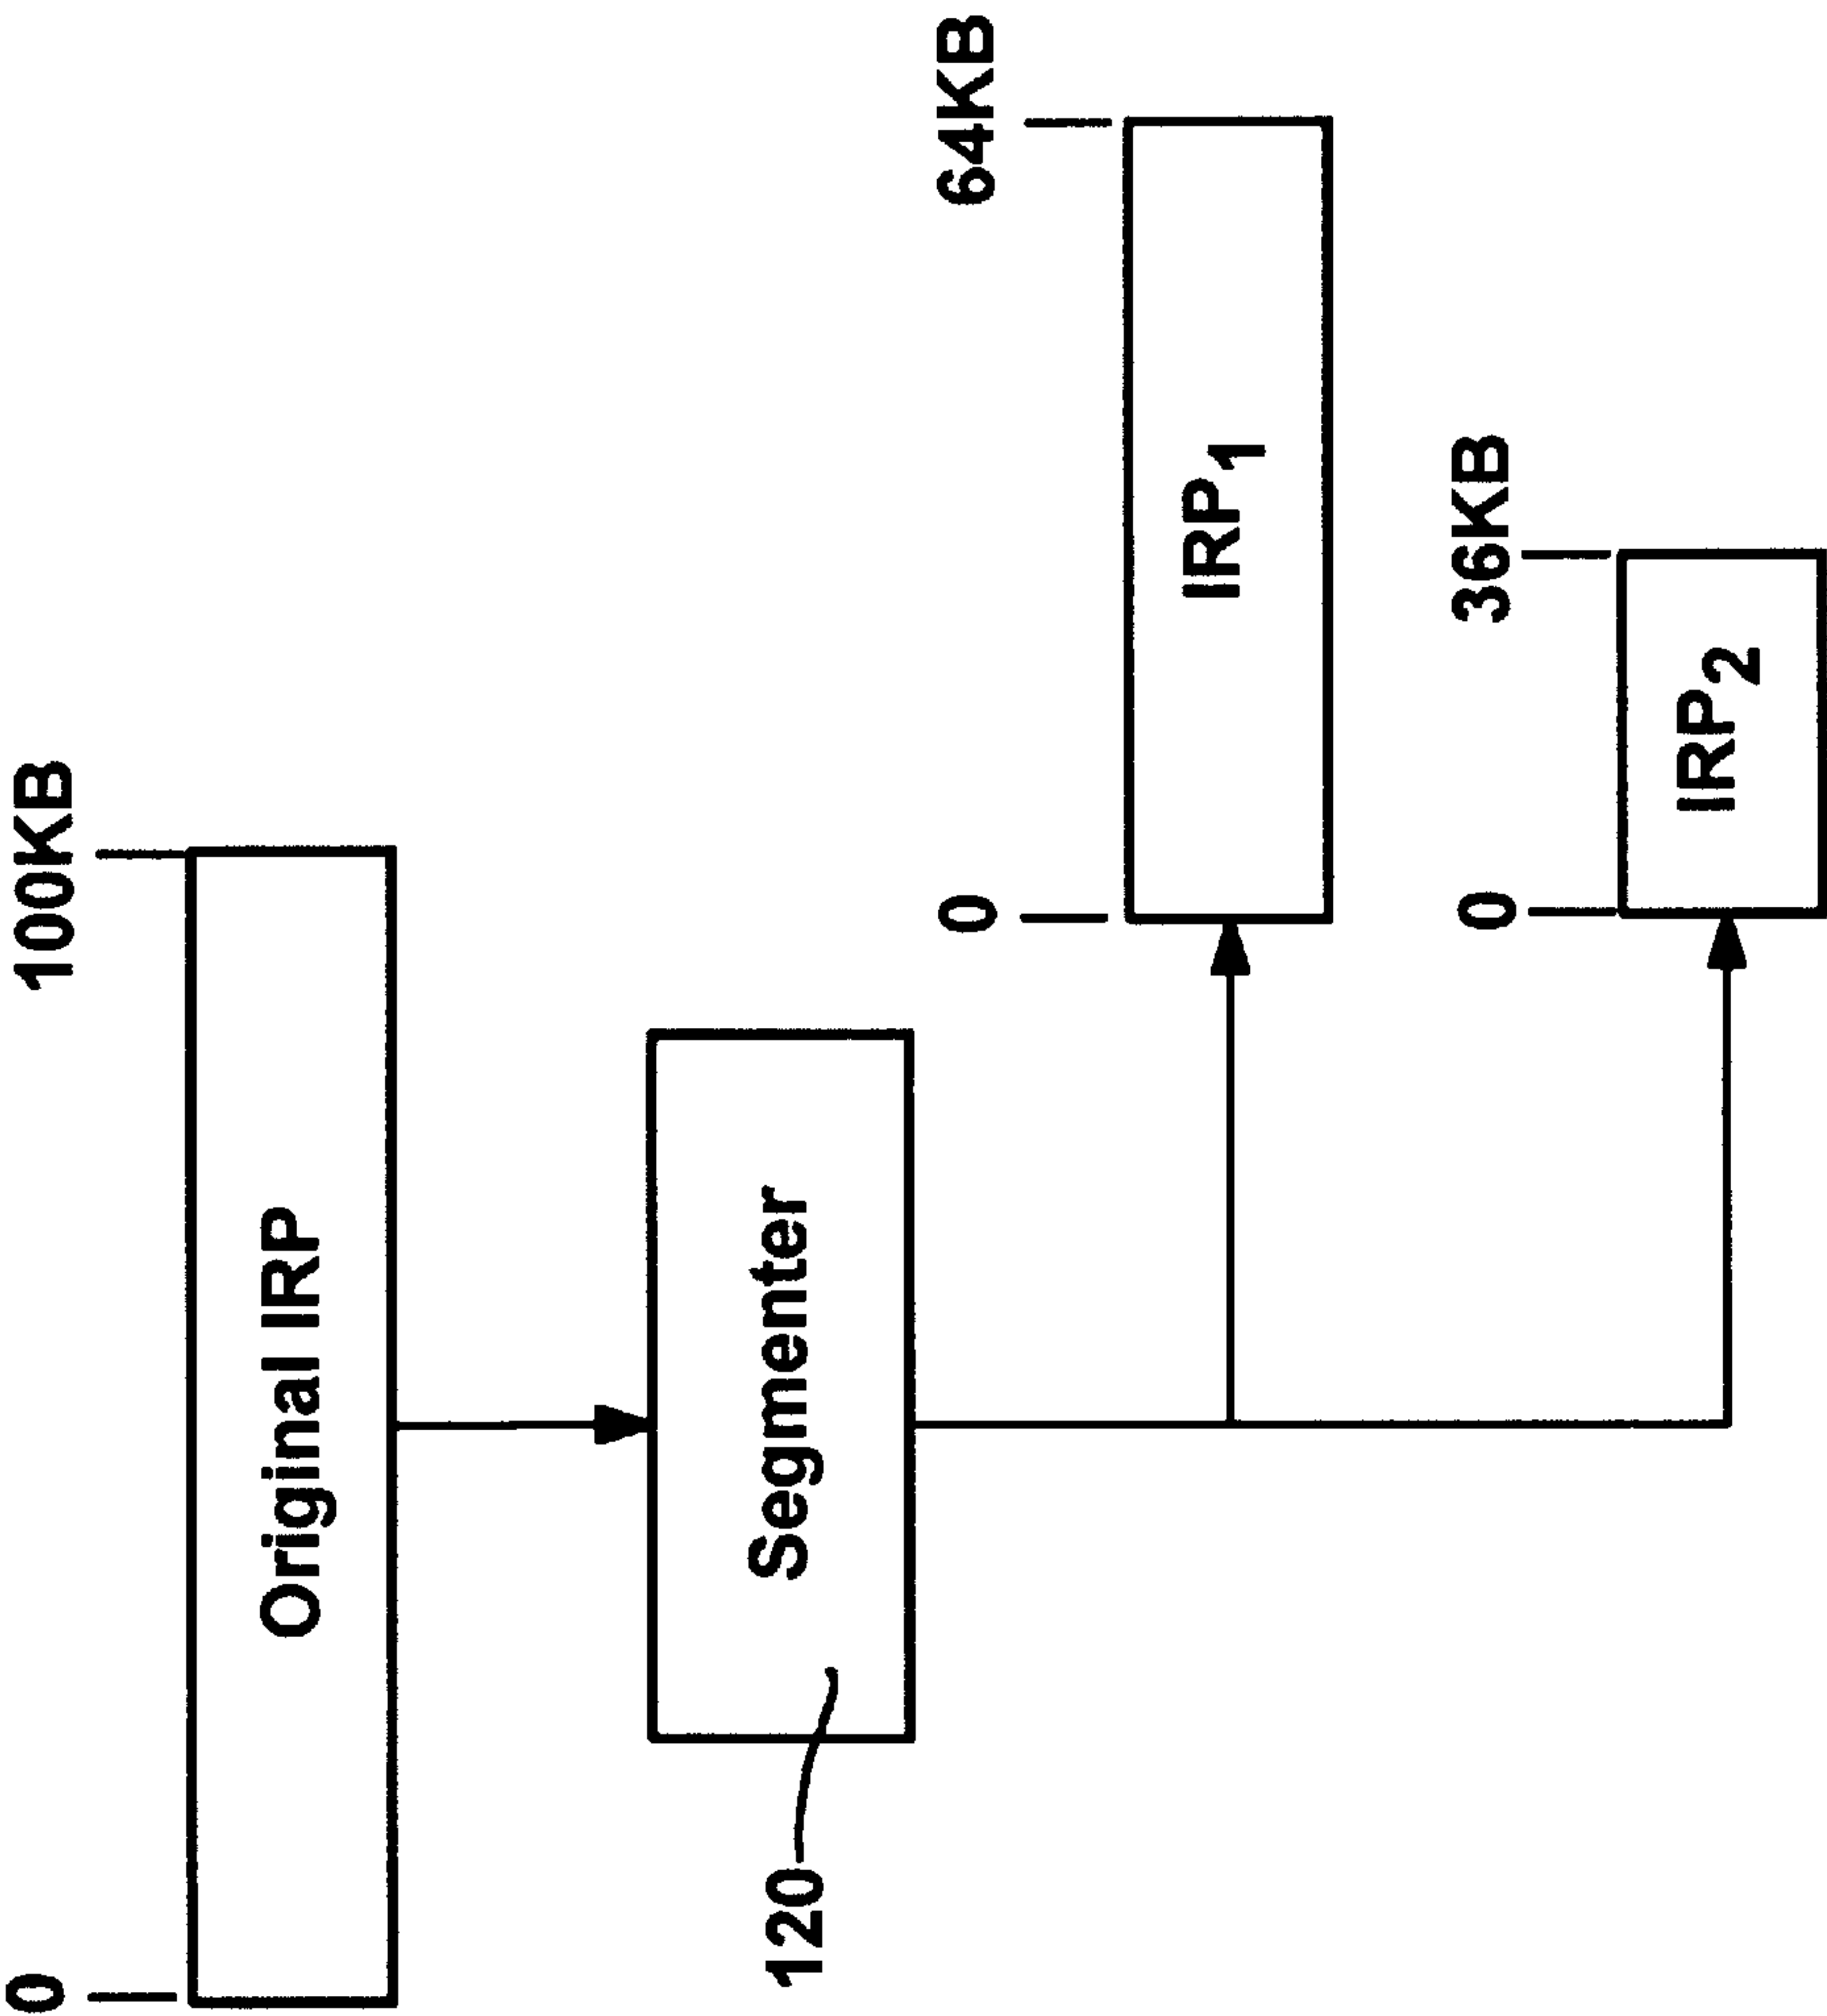 0 100KB
Original IRP
Segmenter
120
0 64KB
IRP1
0 36KB
IRP2